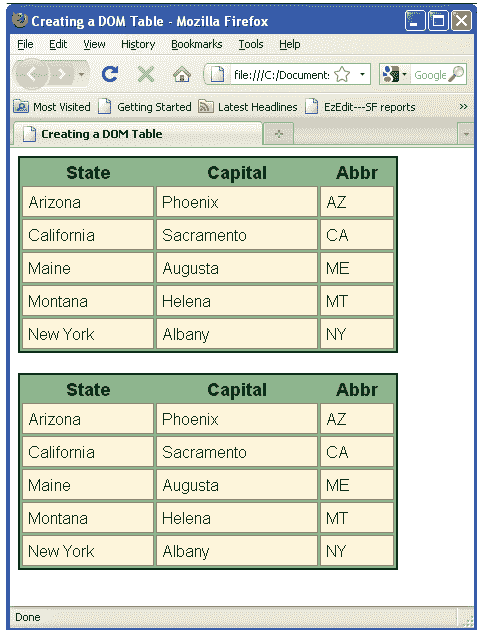 Creating a DOM Table - Mozilla Firefox
File Edit View History Bookmarks Tools Help
file:///C:/Document: Google
Most Visited Getting Started Latest Headlines EzEdit---SF reports »
Creating a DOM Table
State Capital Abbr
Arizona Phoenix AZ
California Sacramento CA
Maine Augusta ME
Montana Helena MT
New York Albany NY
State Capital Abbr
Arizona Phoenix AZ
California Sacramento CA
Maine Augusta ME
Montana Helena MT
New York Albany NY
Done